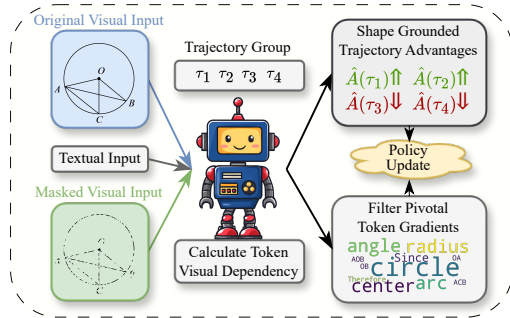 Original Visual Input
O
A
B
C
Textual Input
Masked Visual Input
Trajectory Group
τ1 τ2 τ3 τ4
Calculate Token
Visual Dependency
Shape Grounded
Trajectory Advantages
Â(τ1)⇑ Â(τ2)⇑
Â(τ3)⇓ Â(τ4)⇓
Policy
Update
Filter Pivotal
Token Gradients
angle radius
AOB Since OA
OB circle
Therefore
center arc ACB